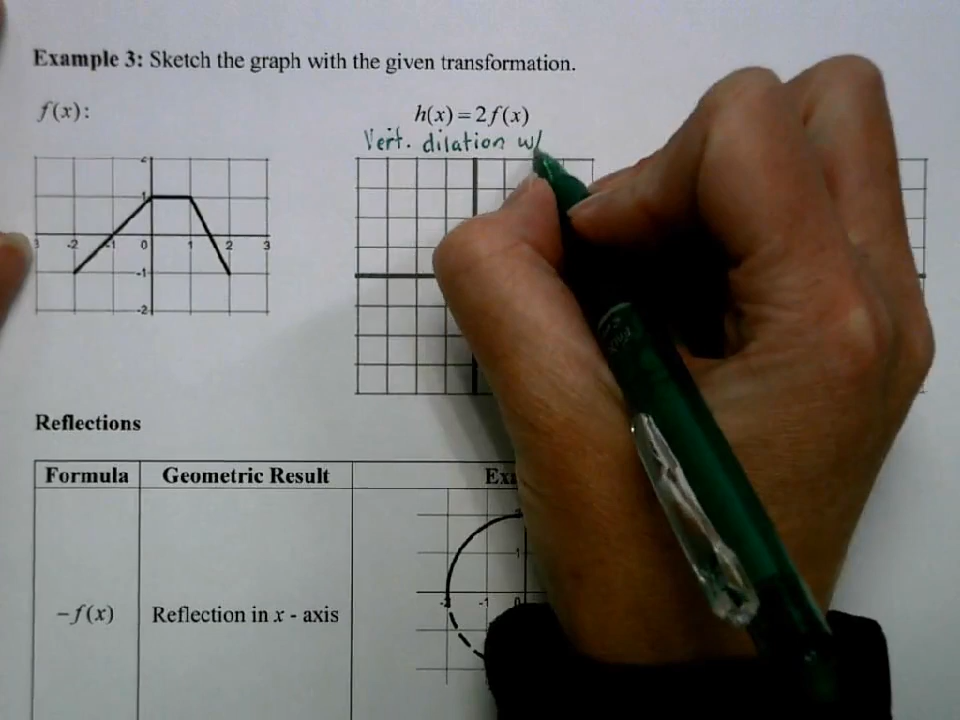 Example 3: Sketch the graph with the given transformation.
f(x):
h(x) = 2f(x)
Vert. dilation w/
2
1
3 -2 -1 0 1 2 3
-1
-2
Reflections
Formula Geometric Result
1
-1 0
−f(x) Reflection in x - axis